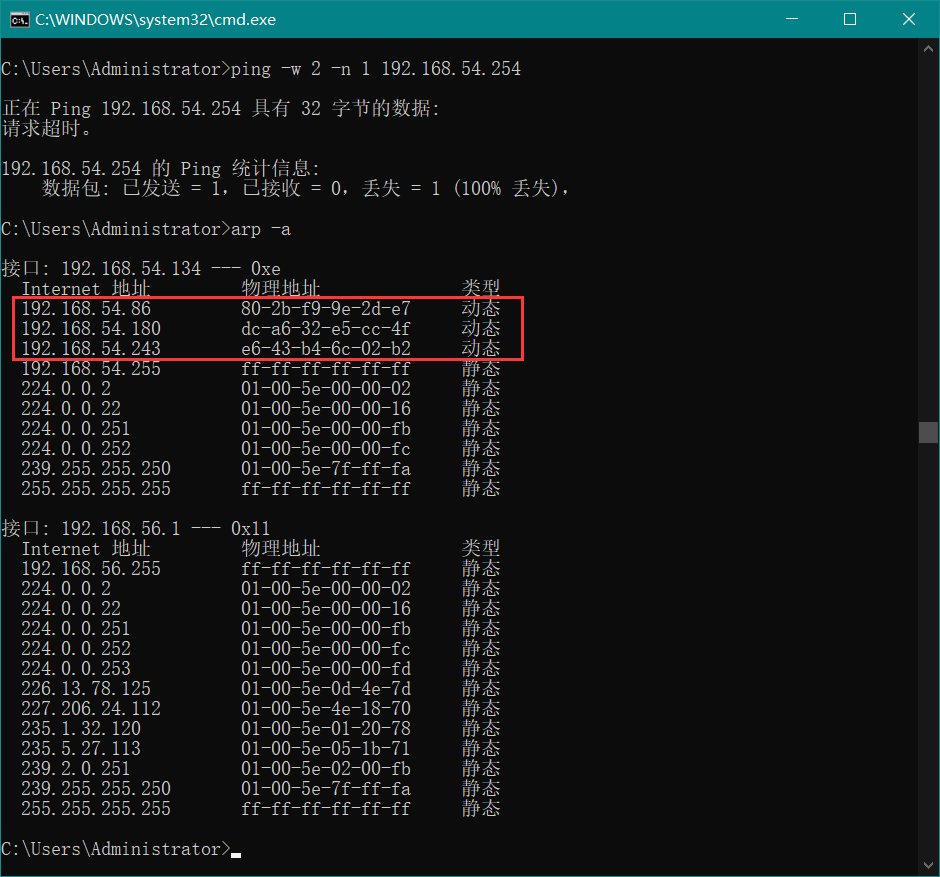 C:\WINDOWS\system32\cmd.exe
C:\Users\Administrator>ping -w 2 -n 1 192.168.54.254
正在 Ping 192.168.54.254 具有 32 字节的数据:
请求超时。
192.168.54.254 的 Ping 统计信息:
数据包: 已发送 = 1，已接收 = 0，丢失 = 1 (100% 丢失)，
C:\Users\Administrator>arp -a
接口: 192.168.54.134 --- 0xe
Internet 地址 物理地址 类型
192.168.54.86 80-2b-f9-9e-2d-e7 动态
192.168.54.180 dc-a6-32-e5-cc-4f 动态
192.168.54.243 e6-43-b4-6c-02-b2 动态
192.168.54.255 ff-ff-ff-ff-ff-ff 静态
224.0.0.2 01-00-5e-00-00-02 静态
224.0.0.22 01-00-5e-00-00-16 静态
224.0.0.251 01-00-5e-00-00-fb 静态
224.0.0.252 01-00-5e-00-00-fc 静态
239.255.255.250 01-00-5e-7f-ff-fa 静态
255.255.255.255 ff-ff-ff-ff-ff-ff 静态
接口: 192.168.56.1 --- 0x11
Internet 地址 物理地址 类型
192.168.56.255 ff-ff-ff-ff-ff-ff 静态
224.0.0.2 01-00-5e-00-00-02 静态
224.0.0.22 01-00-5e-00-00-16 静态
224.0.0.251 01-00-5e-00-00-fb 静态
224.0.0.252 01-00-5e-00-00-fc 静态
224.0.0.253 01-00-5e-00-00-fd 静态
226.13.78.125 01-00-5e-0d-4e-7d 静态
227.206.24.112 01-00-5e-4e-18-70 静态
235.1.32.120 01-00-5e-01-20-78 静态
235.5.27.113 01-00-5e-05-1b-71 静态
239.2.0.251 01-00-5e-02-00-fb 静态
239.255.255.250 01-00-5e-7f-ff-fa 静态
255.255.255.255 ff-ff-ff-ff-ff-ff 静态
C:\Users\Administrator>